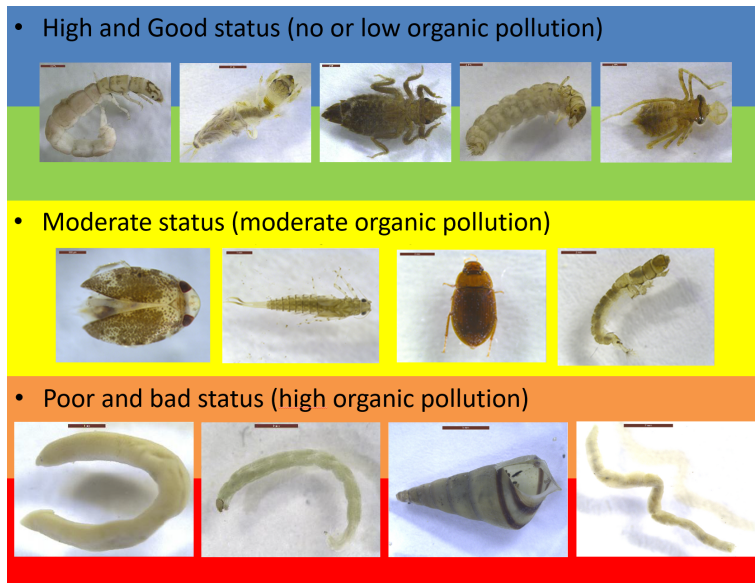 • High and Good status (no or low organic pollution)
• Moderate status (moderate organic pollution)
• Poor and bad status (high organic pollution)